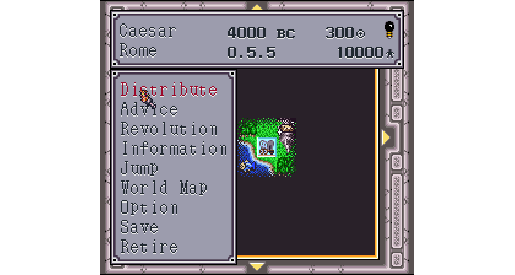 Caesar 4000 BC 300
Rome 0.5.5 10000
Distribute
Advice
Revolution
Information
Jump
World Map
Option
Save
Retire